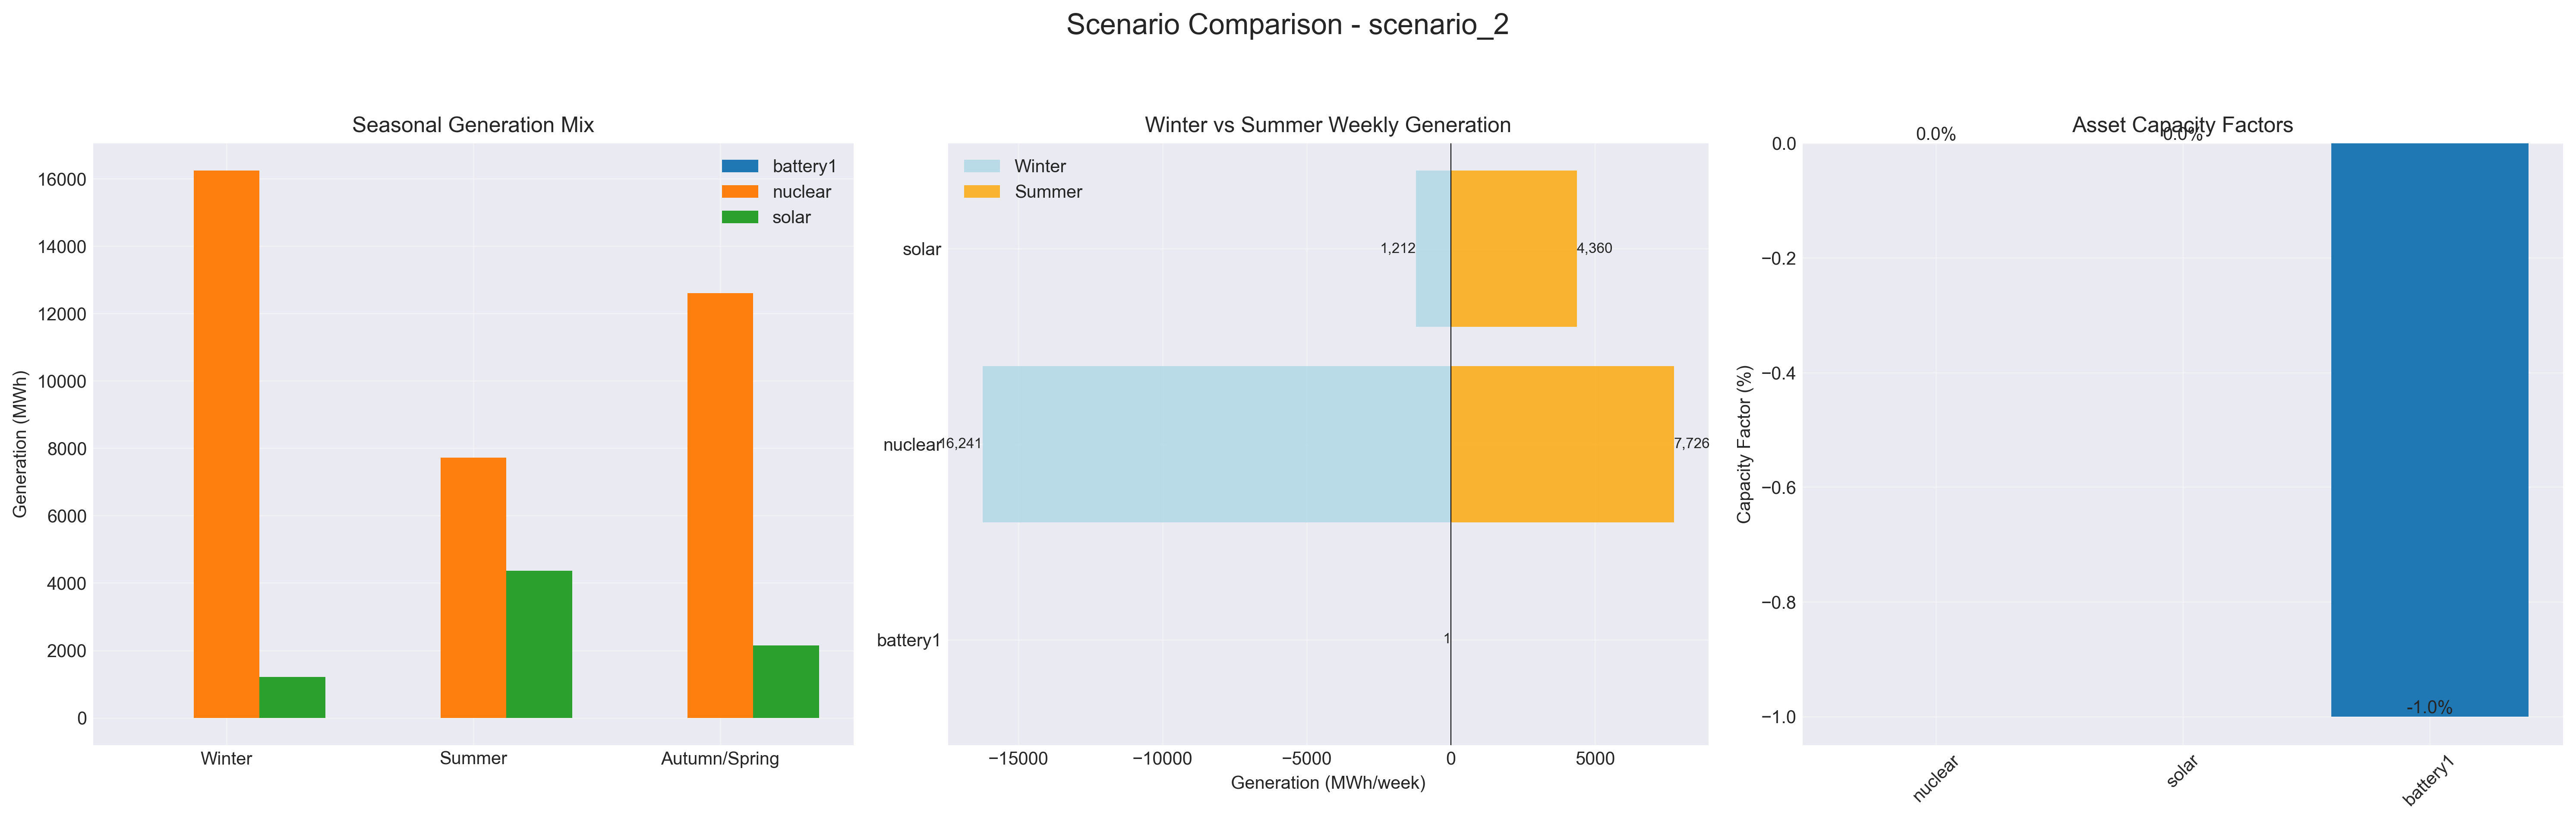 Scenario Comparison - scenario_2
Seasonal Generation Mix
Generation (MWh)
16000
14000
12000
10000
8000
6000
4000
2000
0
battery1
nuclear
solar
Winter
Summer
Autumn/Spring
Winter vs Summer Weekly Generation
Winter
Summer
solar
1,212
4,360
nuclear
16,241
7,726
battery1
1
−15000
−10000
−5000
0
5000
Generation (MWh/week)
Asset Capacity Factors
0.0%
0.0%
Capacity Factor (%)
0.0
−0.2
−0.4
−0.6
−0.8
−1.0
-1.0%
nuclear
solar
battery1